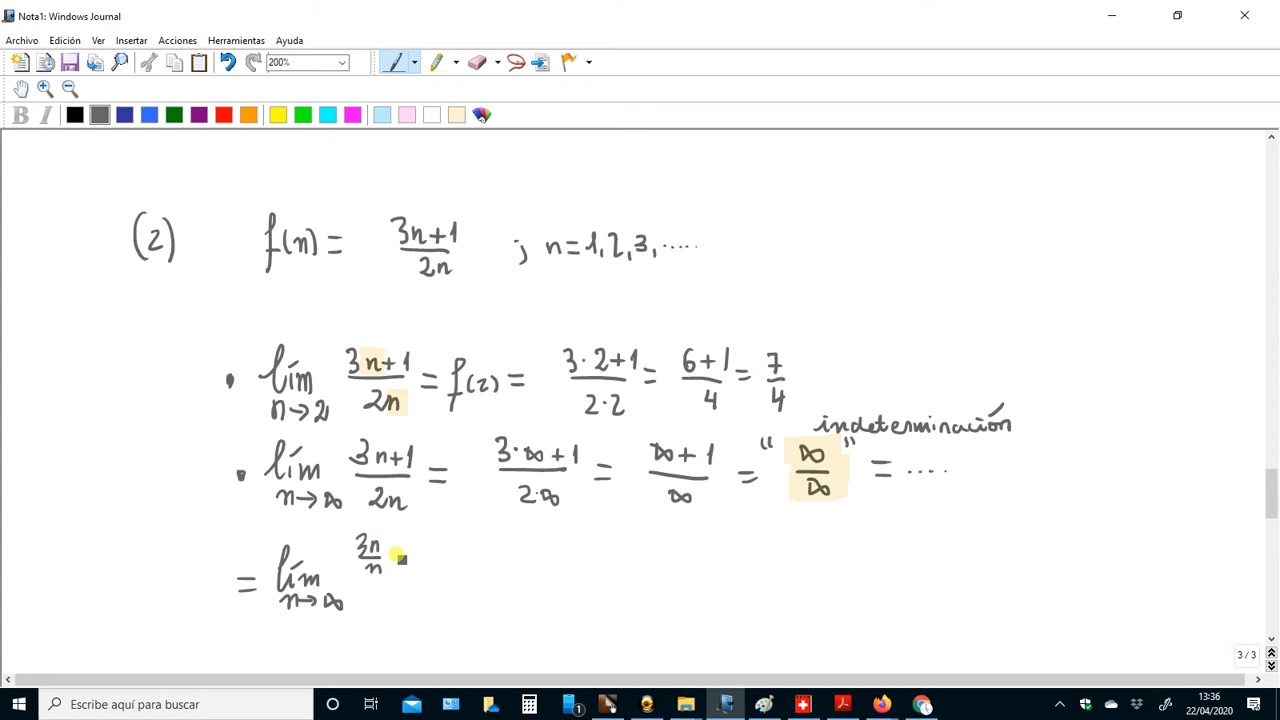 Nota1: Windows Journal
Archivo Edición Ver Insertar Acciones Herramientas Ayuda
200%
B I
(2) f(n) = (3n+1)/(2n) ; n=1,2,3,.....
• lím n→2 (3n+1)/(2n) = f(2) = (3·2+1)/(2·2) = (6+1)/4 = 7/4
indeterminación
• lím n→∞ (3n+1)/(2n) = (3·∞+1)/(2·∞) = (∞+1)/∞ = "∞/∞" = ....
= lím n→∞ 3n/n
3/3
Escribe aquí para buscar
1
13:36
22/04/2020